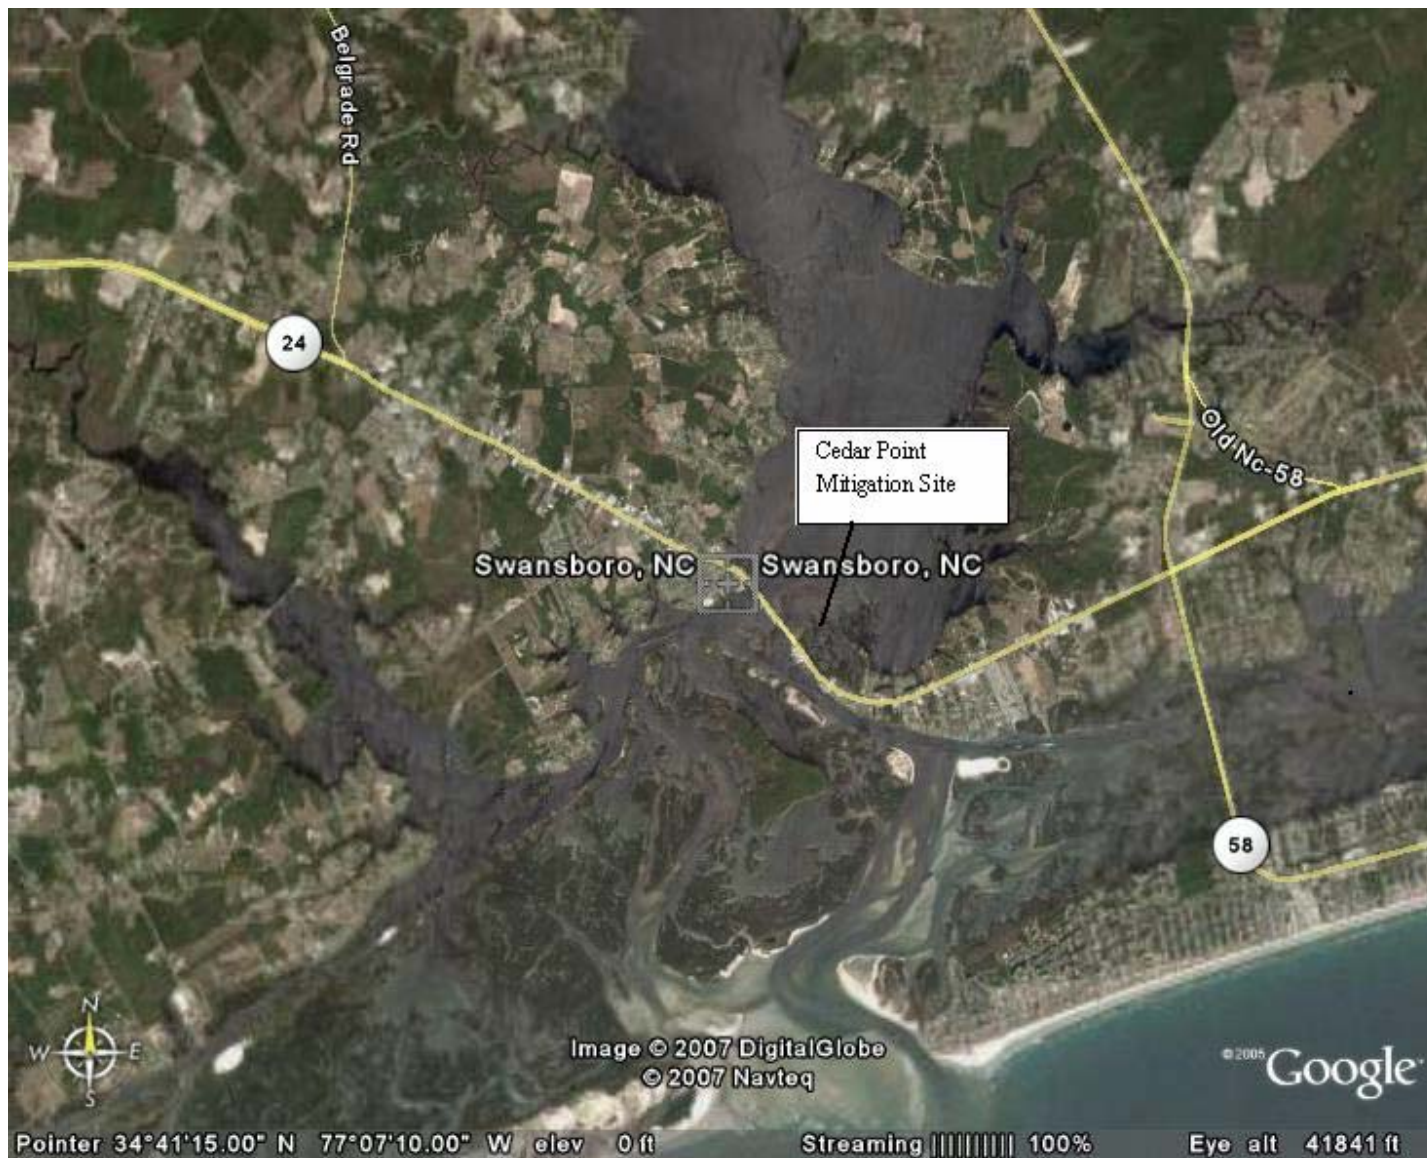 Belgrade Rd
24
Cedar Point
Mitigation Site
Old Nc-58
Swansboro, NC
Swansboro, NC
58
N
W E
S
Image © 2007 DigitalGlobe
© 2007 Navteq
©2005 Google
Pointer 34°41'15.00" N 77°07'10.00" W elev 0 ft Streaming |||||||||| 100% Eye alt 41841 ft